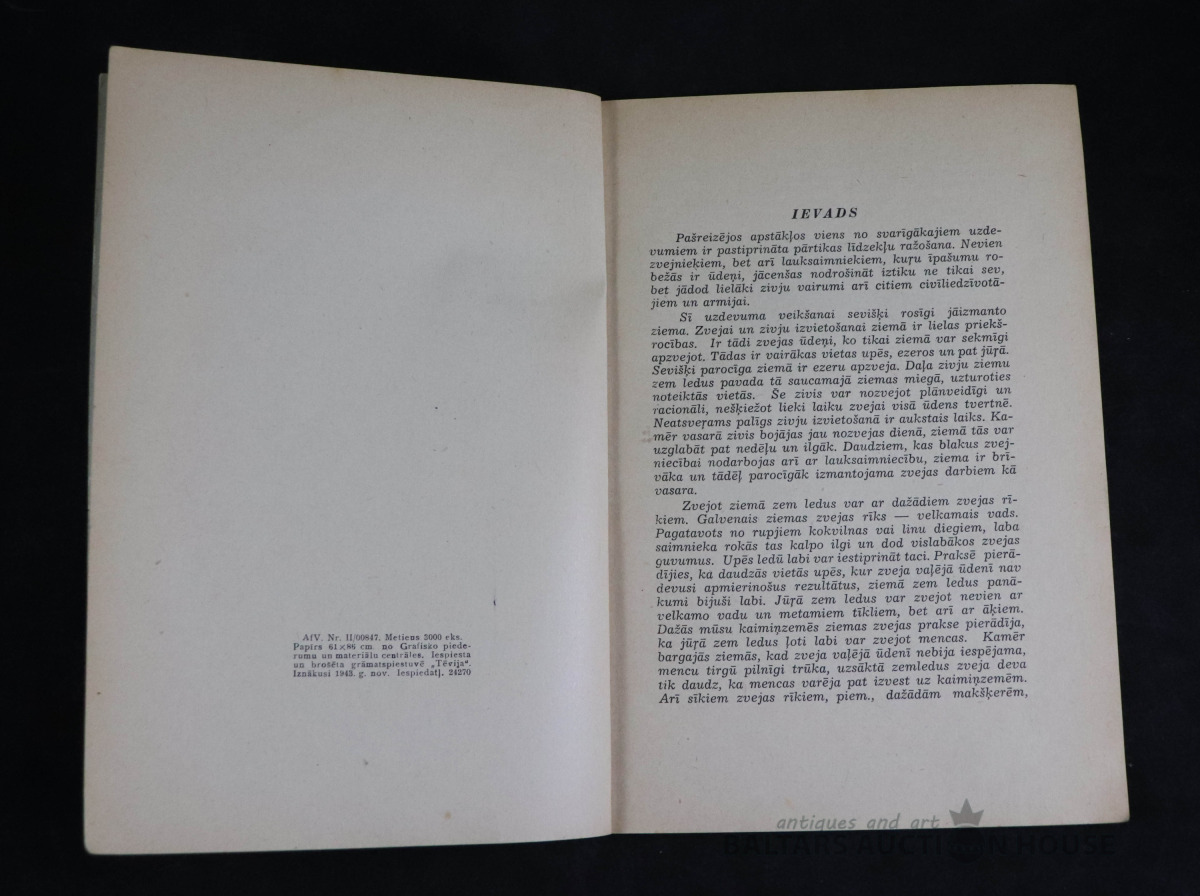 AfV. Nr. II/00847. Metiens 3000 eks.
Papīrs 61×86 cm. no Grafisko piede-
rumu un materiālu centrāles. Iespiesta
un brošēta grāmatspiestuvē „Tēvija".
Iznākusi 1943. g. nov. Iespiedatļ. 24270
IEVADS
Pašreizējos apstākļos viens no svarīgākajiem uzde-
vumiem ir pastiprināta pārtikas līdzekļu ražošana. Nevien
zvejniekiem, bet arī lauksaimniekiem, kuŗu īpašumu ro-
bežās ir ūdeņi, jācenšas nodrošināt iztiku ne tikai sev,
bet jādod lielāki zivju vairumi arī citiem civīliedzīvotā-
jiem un armijai.
Šī uzdevuma veikšanai sevišķi rosīgi jāizmanto
ziema. Zvejai un zivju izvietošanai ziemā ir lielas priekš-
rocības. Ir tādi zvejas ūdeņi, ko tikai ziemā var sekmīgi
apzvejot. Tādas ir vairākas vietas upēs, ezeros un pat jūŗā.
Sevišķi parocīga ziemā ir ezeru apzveja. Daļa zivju ziemu
zem ledus pavada tā saucamajā ziemas miegā, uzturoties
noteiktās vietās. Šē zivis var nozvejot plānveidīgi un
racionāli, nešķiežot lieki laiku zvejai visā ūdens tvertnē.
Neatsveŗams palīgs zivju izvietošanā ir aukstais laiks. Ka-
mēr vasarā zivis bojājas jau nozvejas dienā, ziemā tās var
uzglabāt pat nedēļu un ilgāk. Daudziem, kas blakus zvej-
niecībai nodarbojas arī ar lauksaimniecību, ziema ir brī-
vāka un tādēļ parocīgāk izmantojama zvejas darbiem kā
vasara.
Zvejot ziemā zem ledus var ar dažādiem zvejas rī-
kiem. Galvenais ziemas zvejas rīks — velkamais vads.
Pagatavots no rupjiem kokvilnas vai linu diegiem, laba
saimnieka rokās tas kalpo ilgi un dod vislabākos zvejas
guvumus. Upēs ledū labi var iestiprināt taci. Praksē pierā-
dījies, ka daudzās vietās upēs, kur zveja vaļējā ūdenī nav
devusi apmierinošus rezultātus, ziemā zem ledus panā-
kumi bijuši labi. Jūŗā zem ledus var zvejot nevien ar
velkamo vadu un metamiem tīkliem, bet arī ar āķiem.
Dažās mūsu kaimiņzemēs ziemas zvejas prakse pierādīja,
ka jūŗā zem ledus ļoti labi var zvejot mencas. Kamēr
bargajās ziemās, kad zveja vaļējā ūdenī nebija iespējama,
mencu tirgū pilnīgi trūka, uzsāktā zemledus zveja deva
tik daudz, ka mencas varēja pat izvest uz kaimiņzemēm.
Arī sīkiem zvejas rīkiem, piem., dažādām makšķerēm,
antiques and art
BALTARS AUCTION HOUSE